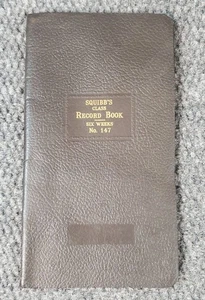 SQUIBB'S
CLASS
RECORD BOOK
SIX WEEKS
No. 147